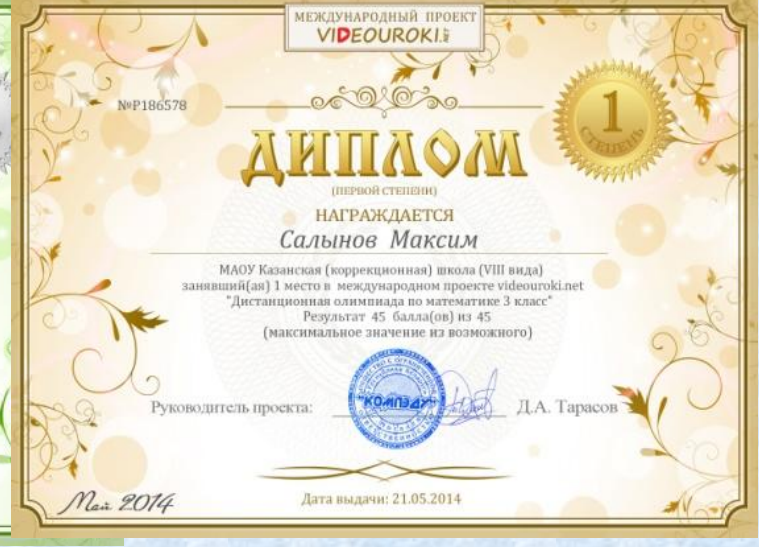 МЕЖДУНАРОДНЫЙ ПРОЕКТ
VIDEOUROKI.NET
№Р186578
1
СТЕПЕНЬ
ДИПЛОМ
(ПЕРВОЙ СТЕПЕНИ)
НАГРАЖДАЕТСЯ
Салынов Максим
МАОУ Казанская (коррекционная) школа (VIII вида)
занявший(ая) 1 место в международном проекте videouroki.net
"Дистанционная олимпиада по математике 3 класс"
Результат 45 балла(ов) из 45
(максимальное значение из возможного)
"КОМПЭДУ"
Руководитель проекта:
Д.А. Тарасов
Май 2014
Дата выдачи: 21.05.2014